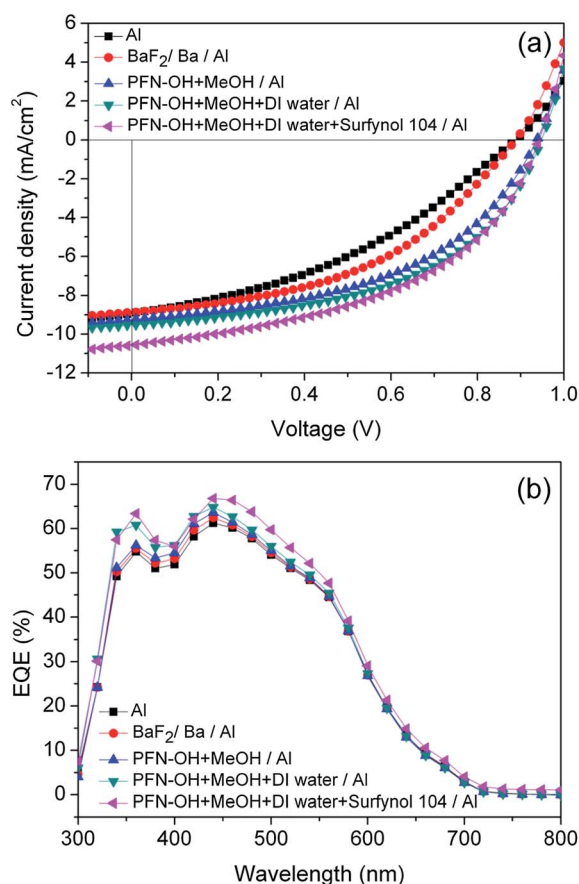 6
4
2
0
-2
-4
-6
-8
-10
-12
Current density (mA/cm²)
Al
BaF₂/ Ba / Al
PFN-OH+MeOH / Al
PFN-OH+MeOH+DI water / Al
PFN-OH+MeOH+DI water+Surfynol 104 / Al
(a)
0.0 0.2 0.4 0.6 0.8 1.0
Voltage (V)
70
60
50
40
30
20
10
0
EQE (%)
(b)
Al
BaF₂/ Ba / Al
PFN-OH+MeOH / Al
PFN-OH+MeOH+DI water / Al
PFN-OH+MeOH+DI water+Surfynol 104 / Al
300 400 500 600 700 800
Wavelength (nm)